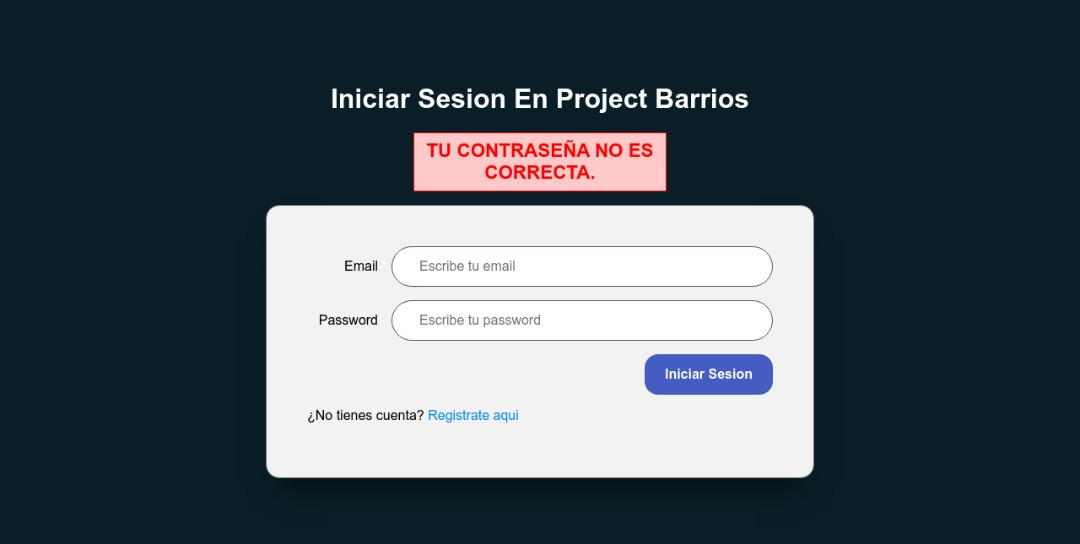 Iniciar Sesion En Project Barrios
TU CONTRASEÑA NO ES
CORRECTA.
Email
Escribe tu email
Password
Escribe tu password
Iniciar Sesion
¿No tienes cuenta? Registrate aqui